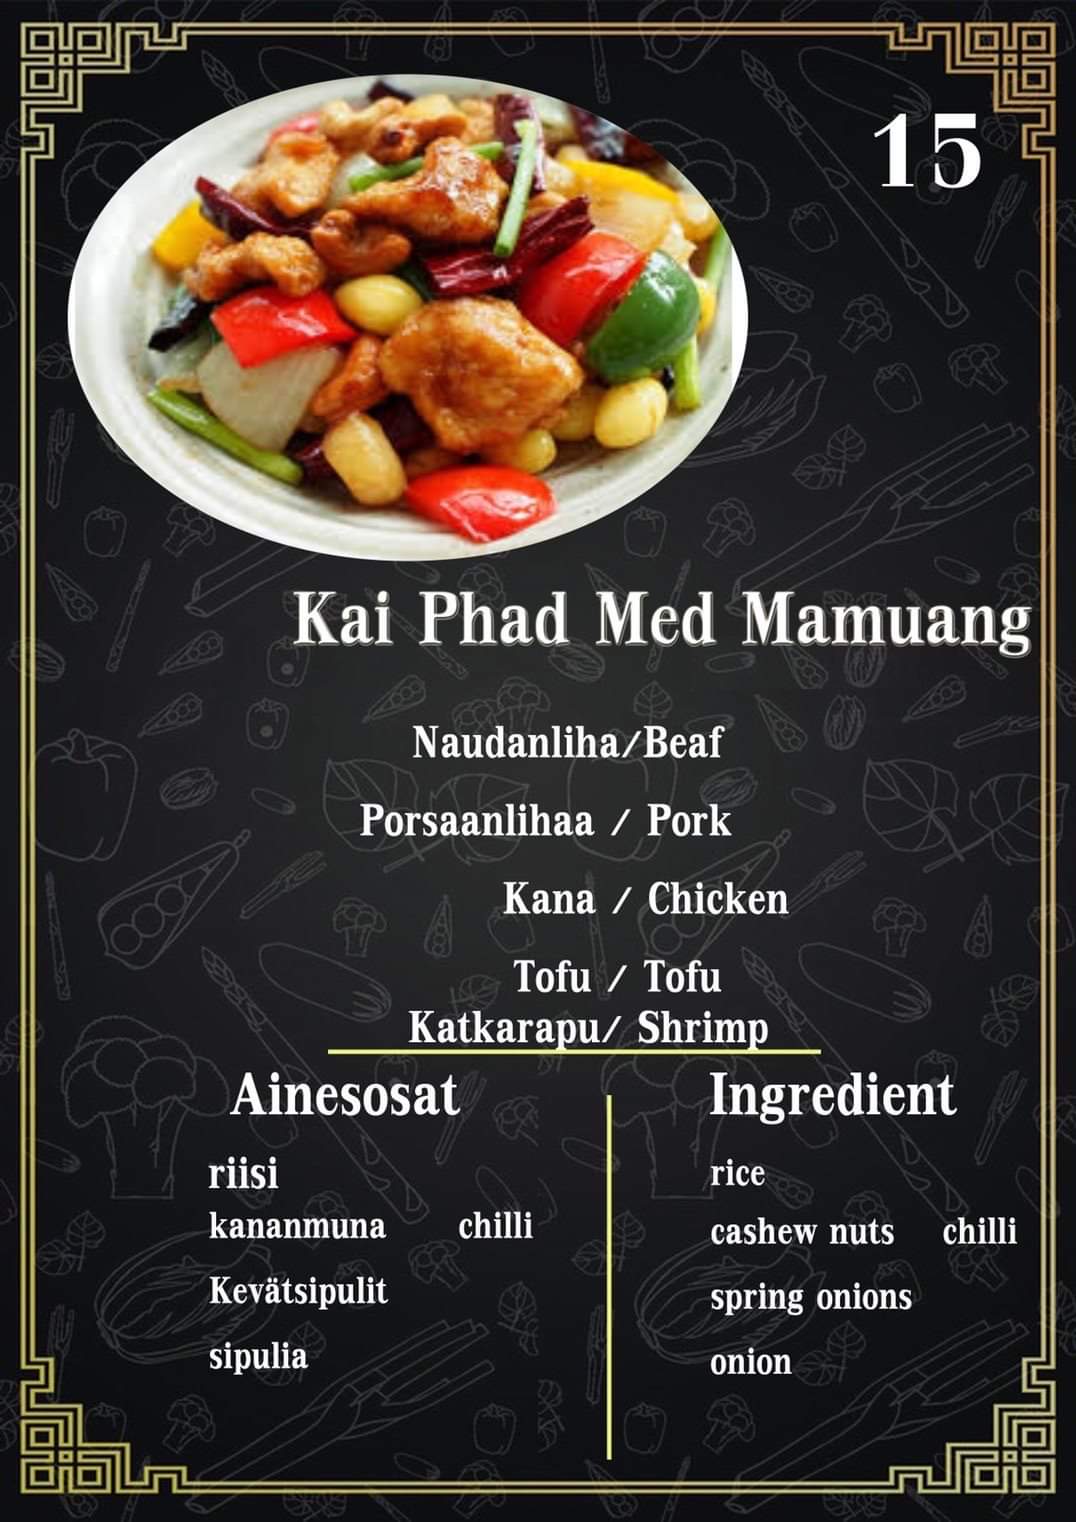 15
Kai Phad Med Mamuang
Naudanliha/Beaf
Porsaanlihaa / Pork
Kana / Chicken
Tofu / Tofu
Katkarapu/ Shrimp
Ainesosat
riisi
kananmuna chilli
Kevätsipulit
sipulia
Ingredient
rice
cashew nuts chilli
spring onions
onion